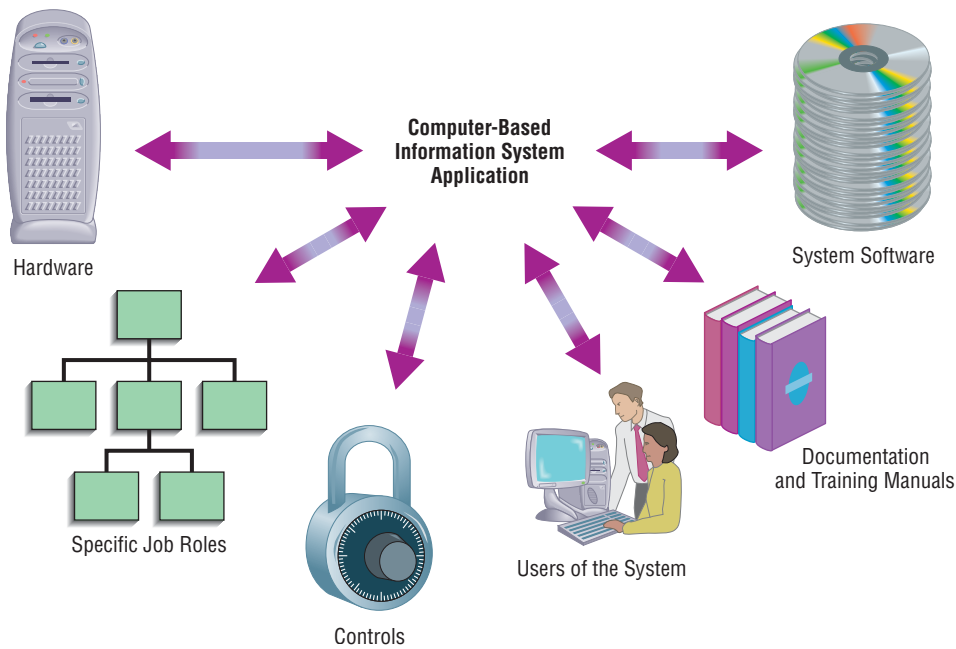 Computer-Based
Information System
Application
Hardware
System Software
Specific Job Roles
Controls
Users of the System
Documentation
and Training Manuals